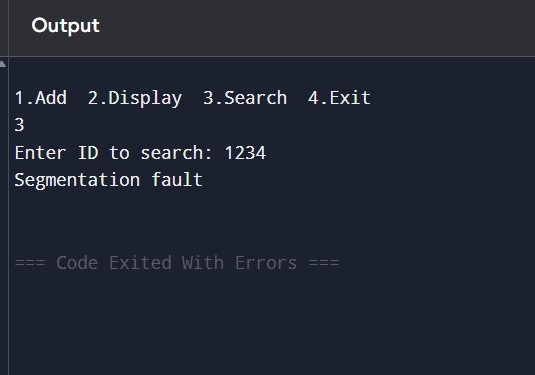 Output
1.Add  2.Display  3.Search  4.Exit
3
Enter ID to search: 1234
Segmentation fault
=== Code Exited With Errors ===